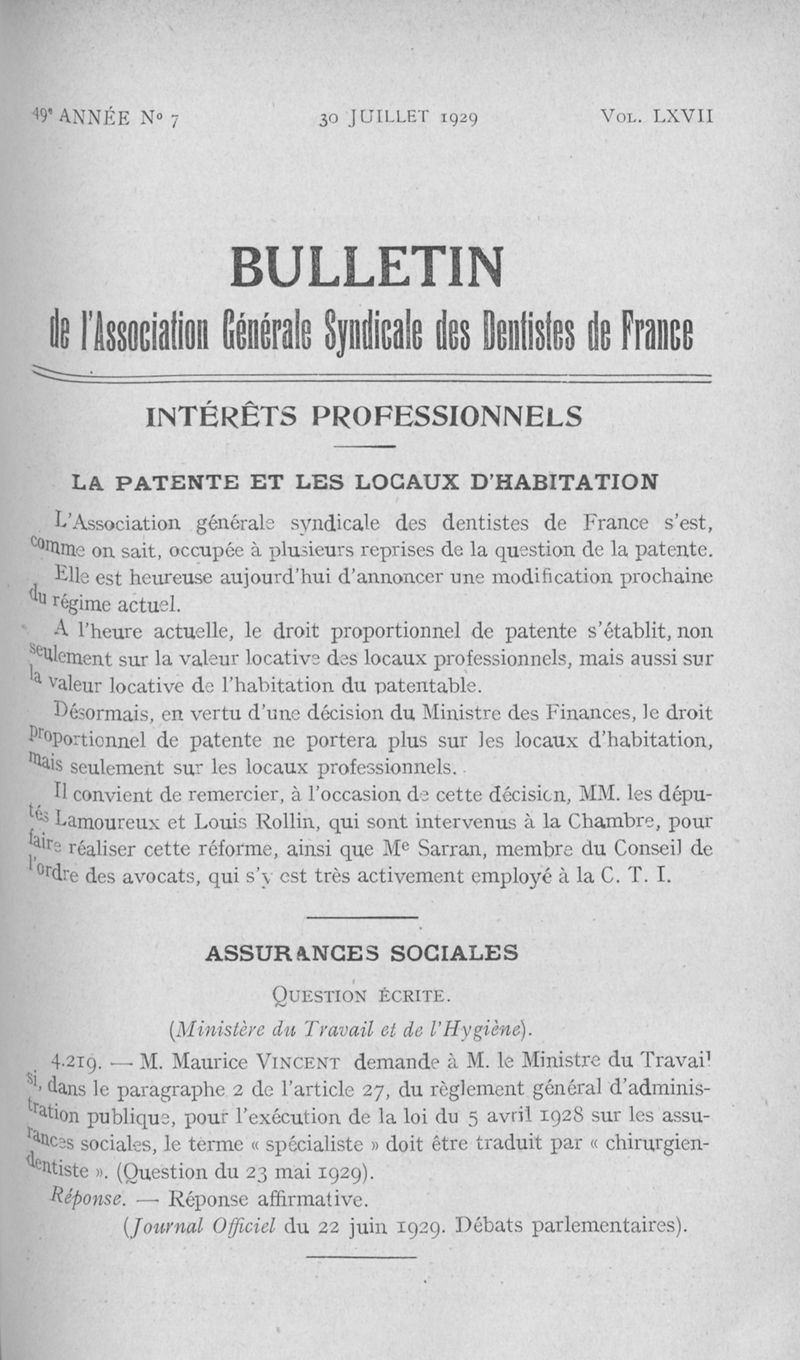 49e ANNÉE No 7 30 JUILLET 1929 VOL. LXVII
BULLETIN
de l'Association Générale Syndicale des Dentistes de France
INTÉRÊTS PROFESSIONNELS
LA PATENTE ET LES LOCAUX D'HABITATION
L'Association générale syndicale des dentistes de France s'est,
comme on sait, occupée à plusieurs reprises de la question de la patente.
Elle est heureuse aujourd'hui d'annoncer une modification prochaine
du régime actuel.
A l'heure actuelle, le droit proportionnel de patente s'établit, non
seulement sur la valeur locative des locaux professionnels, mais aussi sur
la valeur locative de l'habitation du patentable.
Désormais, en vertu d'une décision du Ministre des Finances, le droit
proportionnel de patente ne portera plus sur les locaux d'habitation,
mais seulement sur les locaux professionnels.
Il convient de remercier, à l'occasion de cette décision, MM. les dépu-
tés Lamoureux et Louis Rollin, qui sont intervenus à la Chambre, pour
faire réaliser cette réforme, ainsi que Me Sarran, membre du Conseil de
l'ordre des avocats, qui s'y est très activement employé à la C. T. I.
ASSURANCES SOCIALES
QUESTION ÉCRITE.
(Ministère du Travail et de l'Hygiène).
4.219. — M. Maurice VINCENT demande à M. le Ministre du Travail
si, dans le paragraphe 2 de l'article 27, du règlement général d'adminis-
tration publique, pour l'exécution de la loi du 5 avril 1928 sur les assu-
rances sociales, le terme « spécialiste » doit être traduit par « chirurgien-
dentiste ». (Question du 23 mai 1929).
Réponse. — Réponse affirmative.
(Journal Officiel du 22 juin 1929. Débats parlementaires).